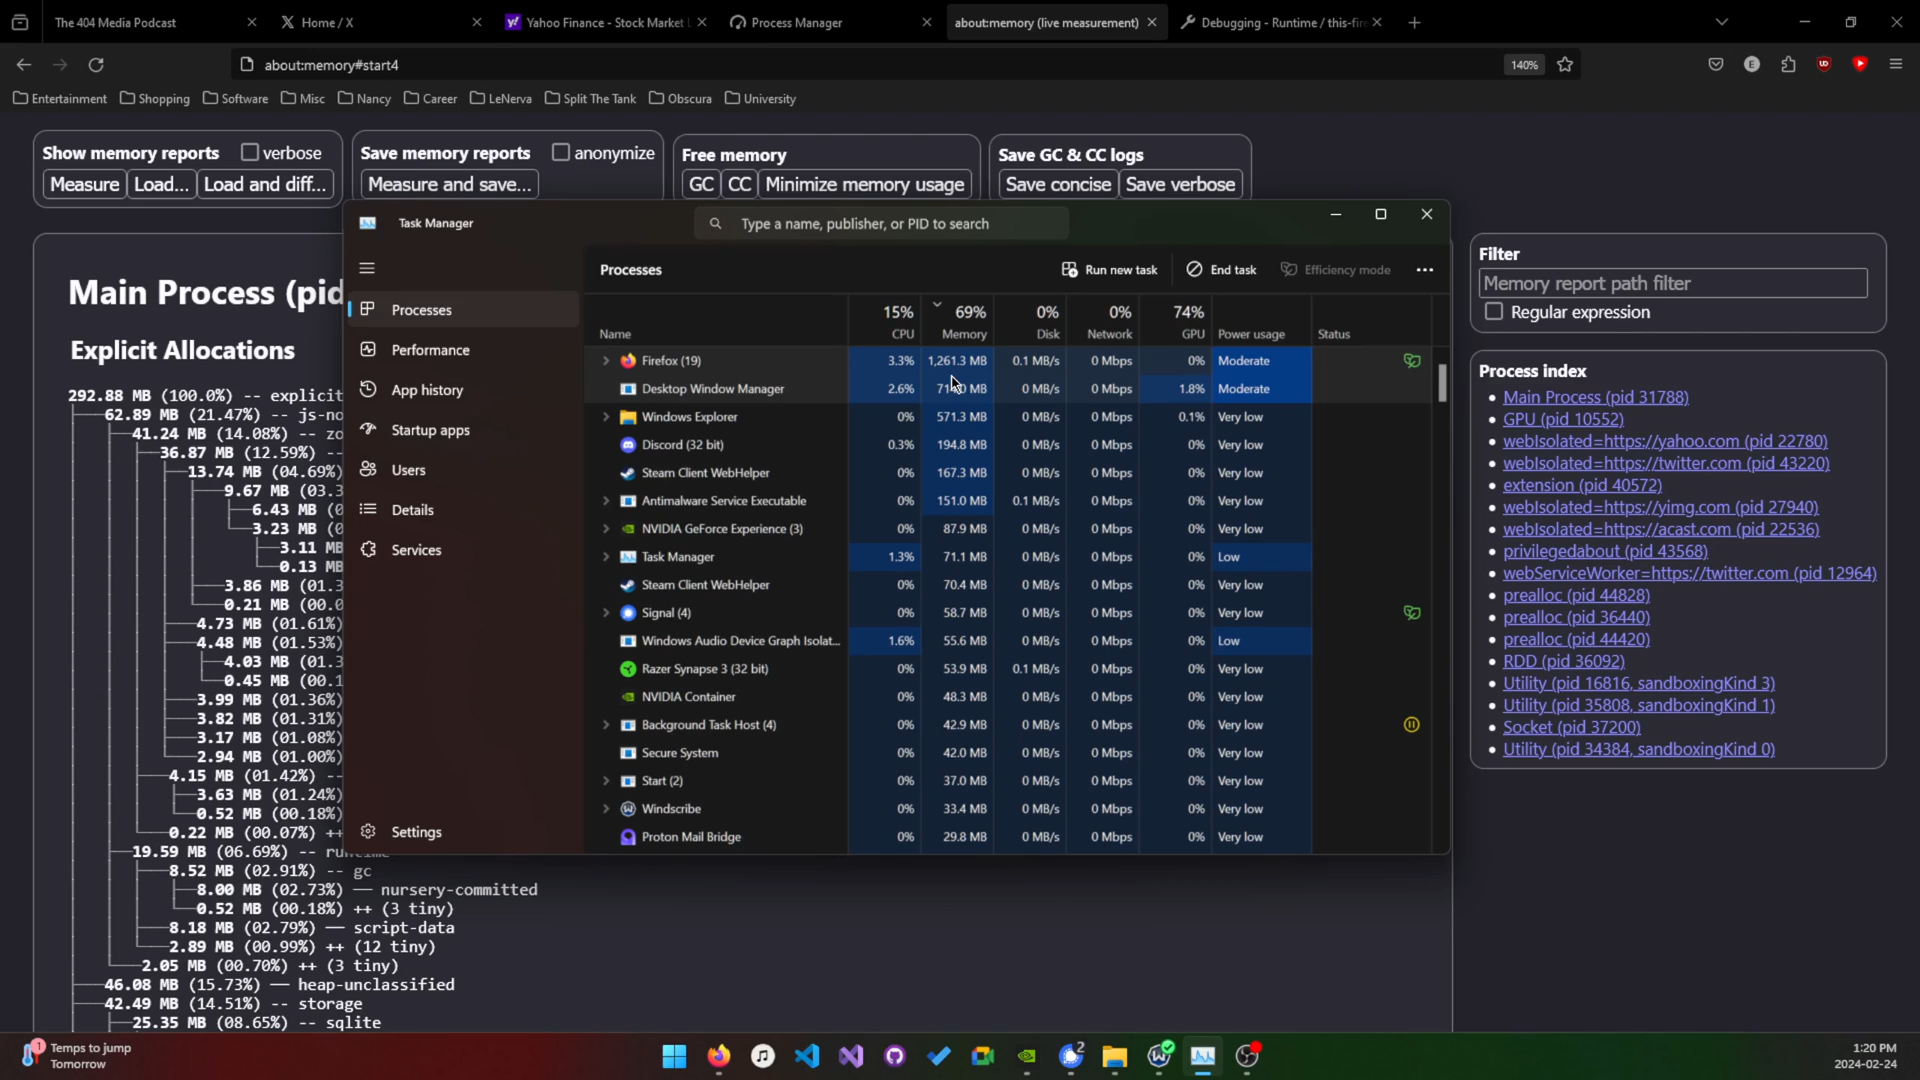 The 404 Media Podcast
Home / X
Yahoo Finance - Stock Market L
Process Manager
about:memory (live measurement)
Debugging - Runtime / this-fire
about:memory#start4
140%
Entertainment
Shopping
Software
Misc
Nancy
Career
LeNerva
Split The Tank
Obscura
University
Show memory reports
verbose
Measure
Load...
Load and diff...
Save memory reports
anonymize
Measure and save...
Free memory
GC
CC
Minimize memory usage
Save GC & CC logs
Save concise
Save verbose
Main Process (pid
Explicit Allocations
292.88 MB (100.0%) -- explicit
62.89 MB (21.47%) -- js-no
41.24 MB (14.08%) -- zo
36.87 MB (12.59%) --
13.74 MB (04.69%) --
9.67 MB (03.3
6.43 MB (0
3.23 MB (0
3.11 MB
0.13 MB
3.86 MB (01.3
0.21 MB (00.0
4.73 MB (01.61%)
4.48 MB (01.53%)
4.03 MB (01.3
0.45 MB (00.1
3.99 MB (01.36%)
3.82 MB (01.31%)
3.17 MB (01.08%)
2.94 MB (01.00%)
4.15 MB (01.42%) --
3.63 MB (01.24%)
0.52 MB (00.18%)
0.22 MB (00.07%) ++
19.59 MB (06.69%) -- runtime
8.52 MB (02.91%) -- gc
8.00 MB (02.73%) ── nursery-committed
0.52 MB (00.18%) ++ (3 tiny)
8.18 MB (02.79%) ── script-data
2.89 MB (00.99%) ++ (12 tiny)
2.05 MB (00.70%) ++ (3 tiny)
46.08 MB (15.73%) ── heap-unclassified
42.49 MB (14.51%) -- storage
25.35 MB (08.65%) -- sqlite
Task Manager
Type a name, publisher, or PID to search
Processes
Performance
App history
Startup apps
Users
Details
Services
Settings
Processes
Run new task
End task
Efficiency mode
15% 69% 0% 0% 74%
Name CPU Memory Disk Network GPU Power usage Status
Firefox (19) 3.3% 1,261.3 MB 0.1 MB/s 0 Mbps 0% Moderate
Desktop Window Manager 2.6% MB 0 MB/s 0 Mbps 1.8% Moderate
Windows Explorer 0% 571.3 MB 0 MB/s 0 Mbps 0.1% Very low
Discord (32 bit) 0.3% 194.8 MB 0 MB/s 0 Mbps 0% Very low
Steam Client WebHelper 0% 167.3 MB 0 MB/s 0 Mbps 0% Very low
Antimalware Service Executable 0% 151.0 MB 0.1 MB/s 0 Mbps 0% Very low
NVIDIA GeForce Experience (3) 0% 87.9 MB 0 MB/s 0 Mbps 0% Very low
Task Manager 1.3% 71.1 MB 0 MB/s 0 Mbps 0% Low
Steam Client WebHelper 0% 70.4 MB 0 MB/s 0 Mbps 0% Very low
Signal (4) 0% 58.7 MB 0 MB/s 0 Mbps 0% Very low
Windows Audio Device Graph Isolat... 1.6% 55.6 MB 0 MB/s 0 Mbps 0% Low
Razer Synapse 3 (32 bit) 0% 53.9 MB 0.1 MB/s 0 Mbps 0% Very low
NVIDIA Container 0% 48.3 MB 0 MB/s 0 Mbps 0% Very low
Background Task Host (4) 0% 42.9 MB 0 MB/s 0 Mbps 0% Very low
Secure System 0% 42.0 MB 0 MB/s 0 Mbps 0% Very low
Start (2) 0% 37.0 MB 0 MB/s 0 Mbps 0% Very low
Windscribe 0% 33.4 MB 0 MB/s 0 Mbps 0% Very low
Proton Mail Bridge 0% 29.8 MB 0 MB/s 0 Mbps 0% Very low
Filter
Memory report path filter
Regular expression
Process index
Main Process (pid 31788)
GPU (pid 10552)
webIsolated=https://yahoo.com (pid 22780)
webIsolated=https://twitter.com (pid 43220)
extension (pid 40572)
webIsolated=https://yimg.com (pid 27940)
webIsolated=https://acast.com (pid 22536)
privilegedabout (pid 43568)
webServiceWorker=https://twitter.com (pid 12964)
prealloc (pid 44828)
prealloc (pid 36440)
prealloc (pid 44420)
RDD (pid 36092)
Utility (pid 16816, sandboxingKind 3)
Utility (pid 35808, sandboxingKind 1)
Socket (pid 37200)
Utility (pid 34384, sandboxingKind 0)
1
Temps to jump
Tomorrow
2
1:20 PM
2024-02-24